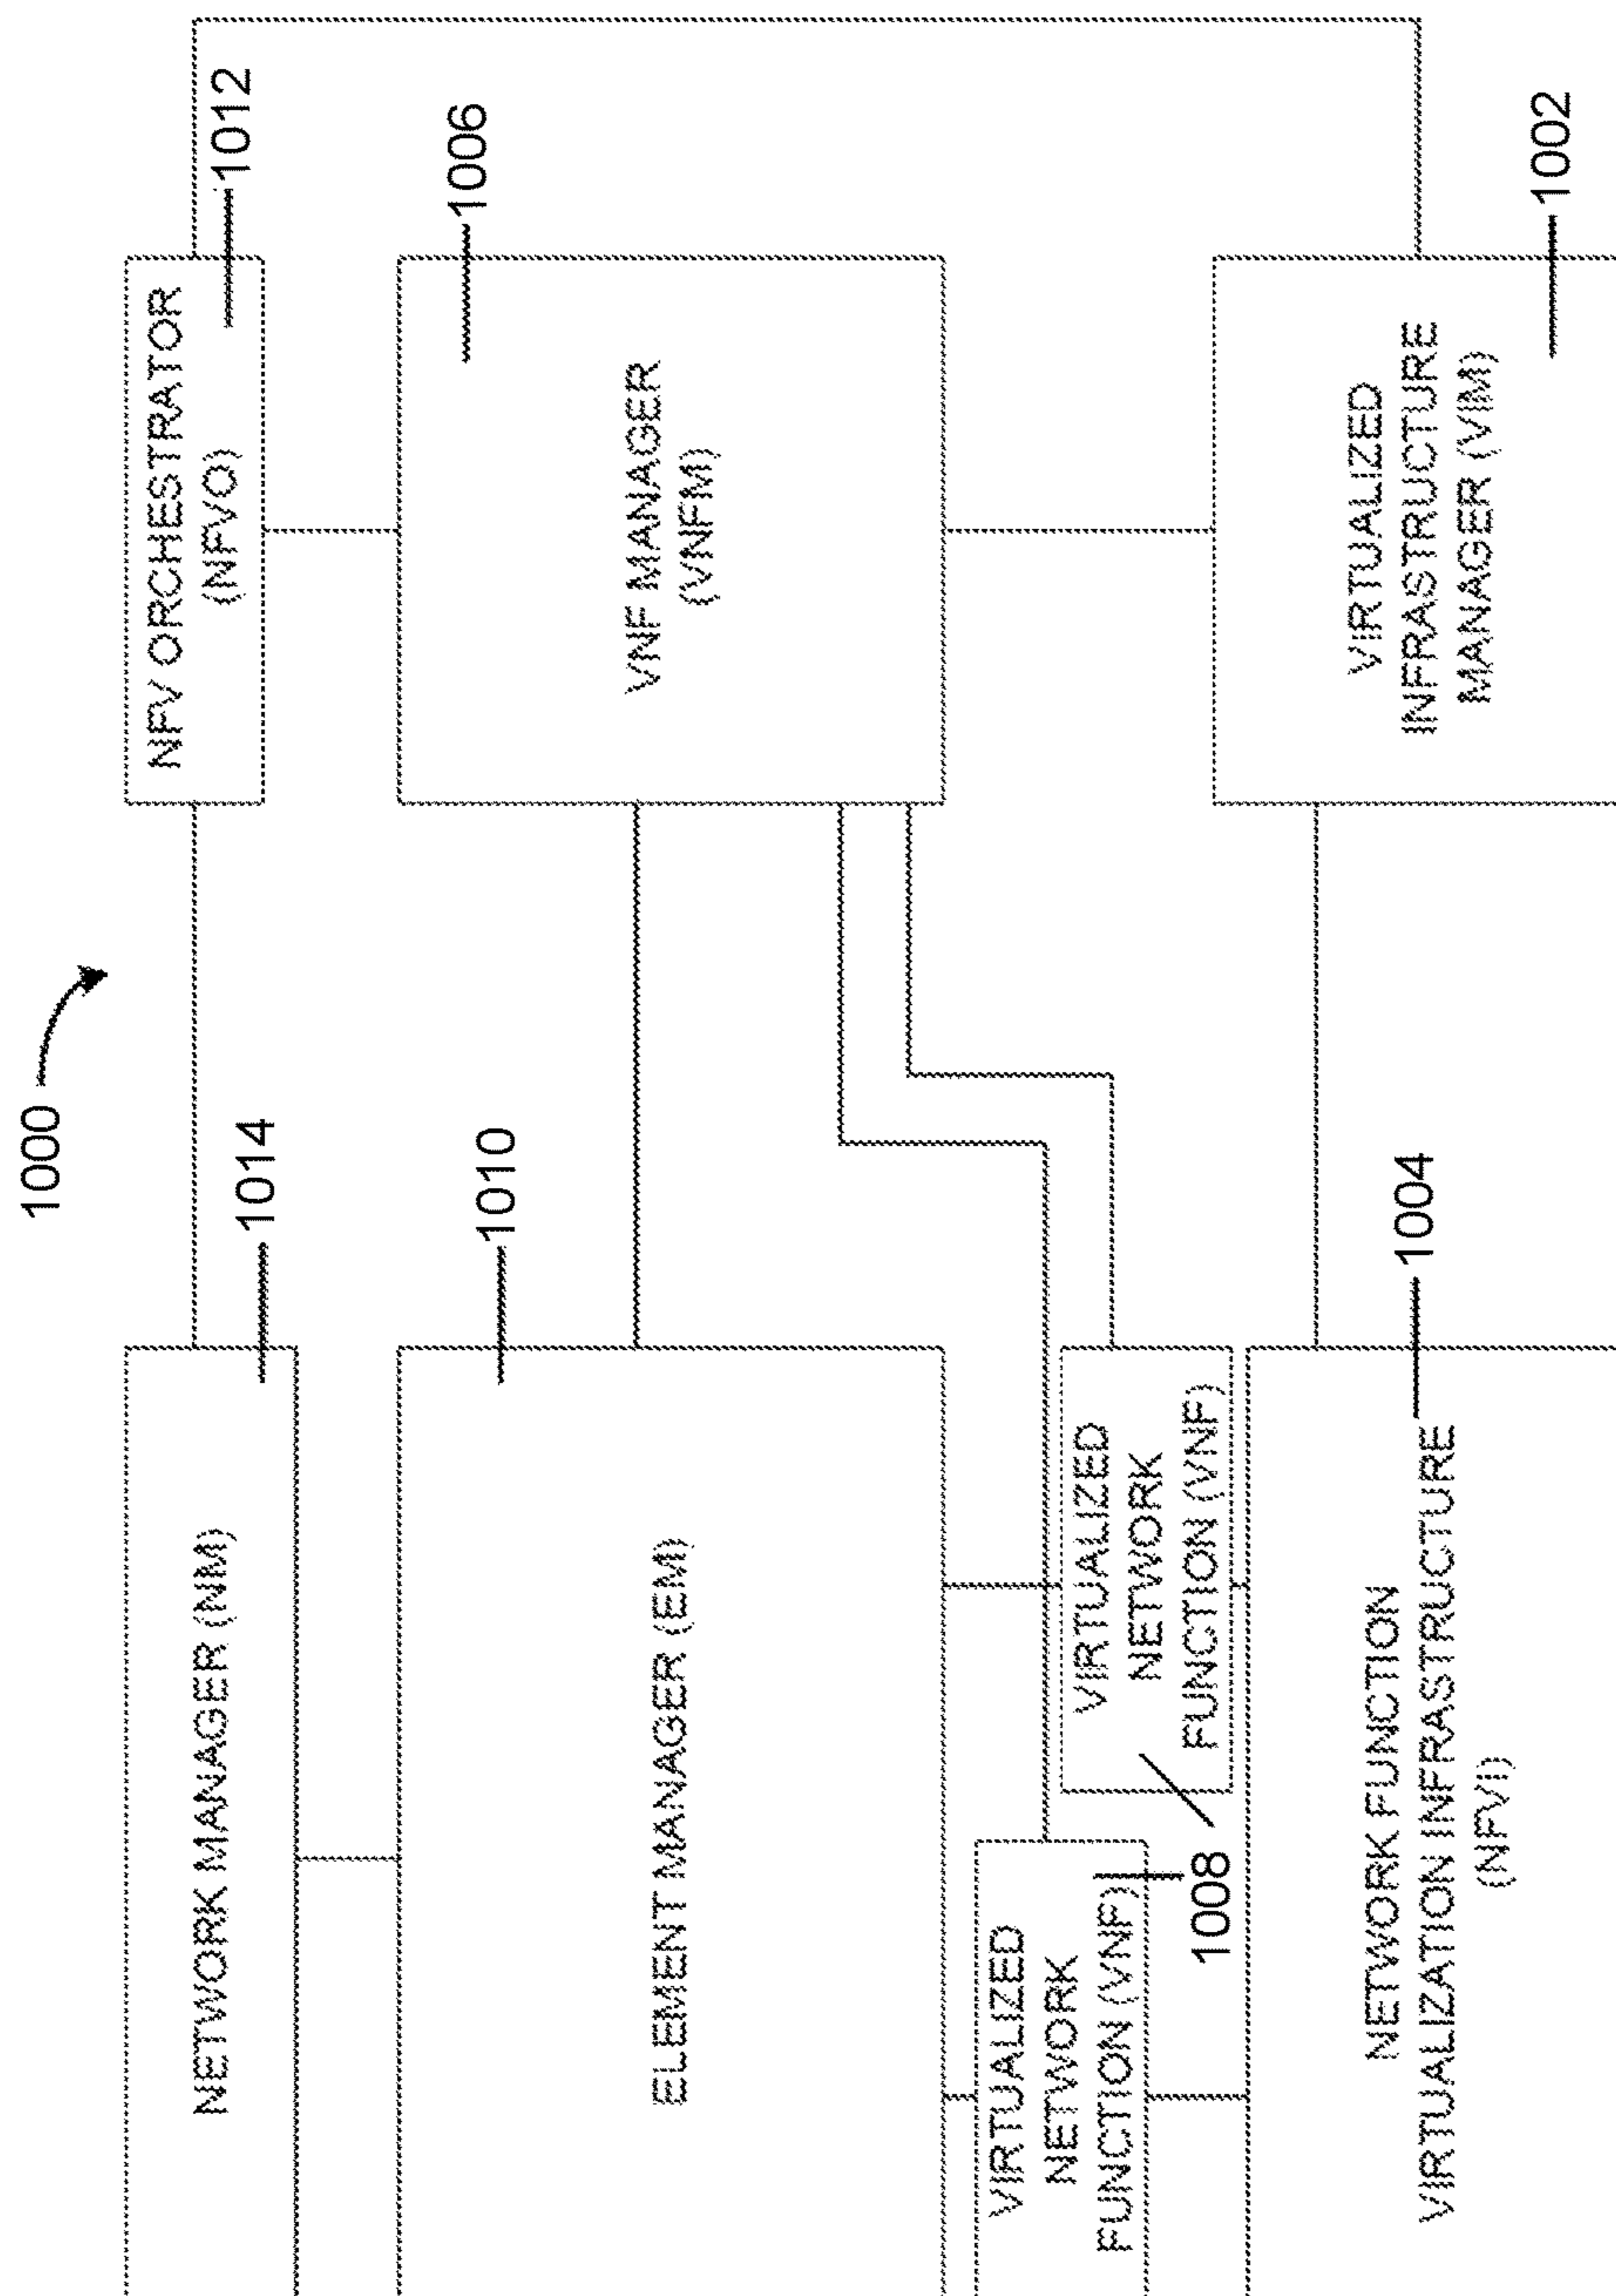 1000
NETWORK MANAGER (NM)
1014
NFV ORCHESTRATOR
(NFVO)
1012
ELEMENT MANAGER (EM)
1010
VNF MANAGER
(VNFM)
1006
VIRTUALIZED
NETWORK
FUNCTION (VNF)
VIRTUALIZED
NETWORK
FUNCTION (VNF)
1008
NETWORK FUNCTION
VIRTUALIZATION INFRASTRUCTURE
(NFVI)
1004
VIRTUALIZED
INFRASTRUCTURE
MANAGER (VIM)
1002